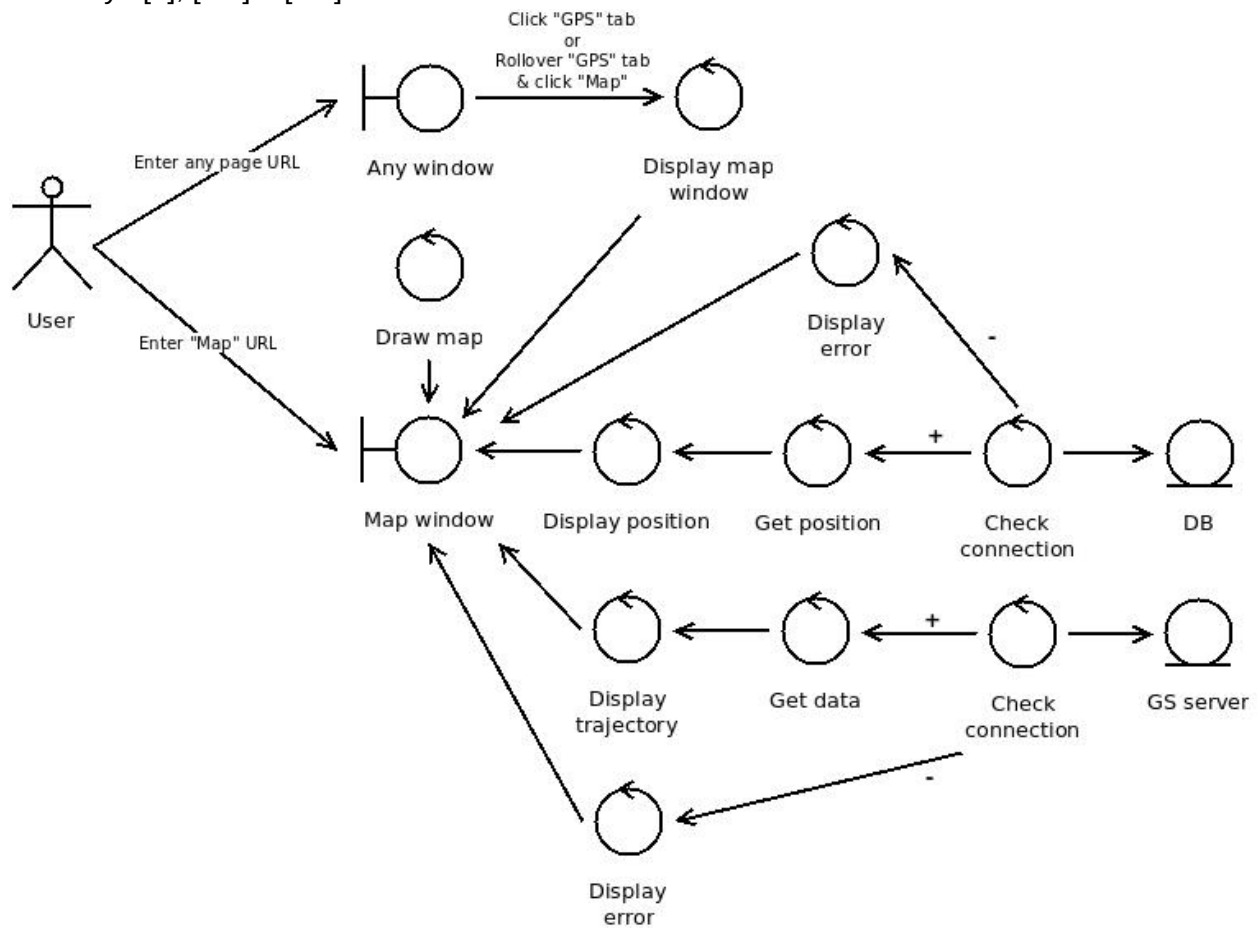 Click "GPS" tab
or
Rollover "GPS" tab
& click "Map"
Any window
Display map
window
Enter any page URL
User
Enter "Map" URL
Draw map
Display
error
-
+
Map window
Display position
Get position
Check
connection
DB
+
Display
trajectory
Get data
Check
connection
GS server
-
Display
error